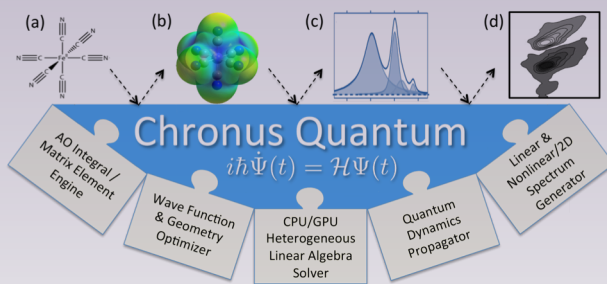 (a)
(b)
(c)
(d)
N
C
N
C
C
N
Fe
N
C
C
N
C
N
Chronus Quantum
iħΨ̇(t) = ℋΨ(t)
AO Integral/
Matrix Element
Engine
Wave Function
& Geometry
Optimizer
CPU/GPU
Heterogeneous
Linear Algebra
Solver
Quantum
Dynamics
Propagator
Linear &
Nonlinear/2D
Spectrum
Generator